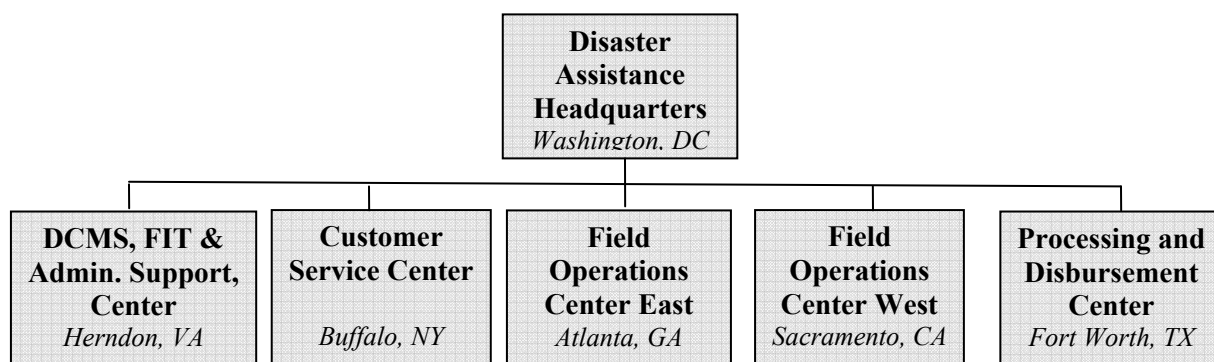 Disaster
Assistance
Headquarters
Washington, DC
DCMS, FIT &
Admin. Support,
Center
Herndon, VA
Customer
Service Center
Buffalo, NY
Field
Operations
Center East
Atlanta, GA
Field
Operations
Center West
Sacramento, CA
Processing and
Disbursement
Center
Fort Worth, TX